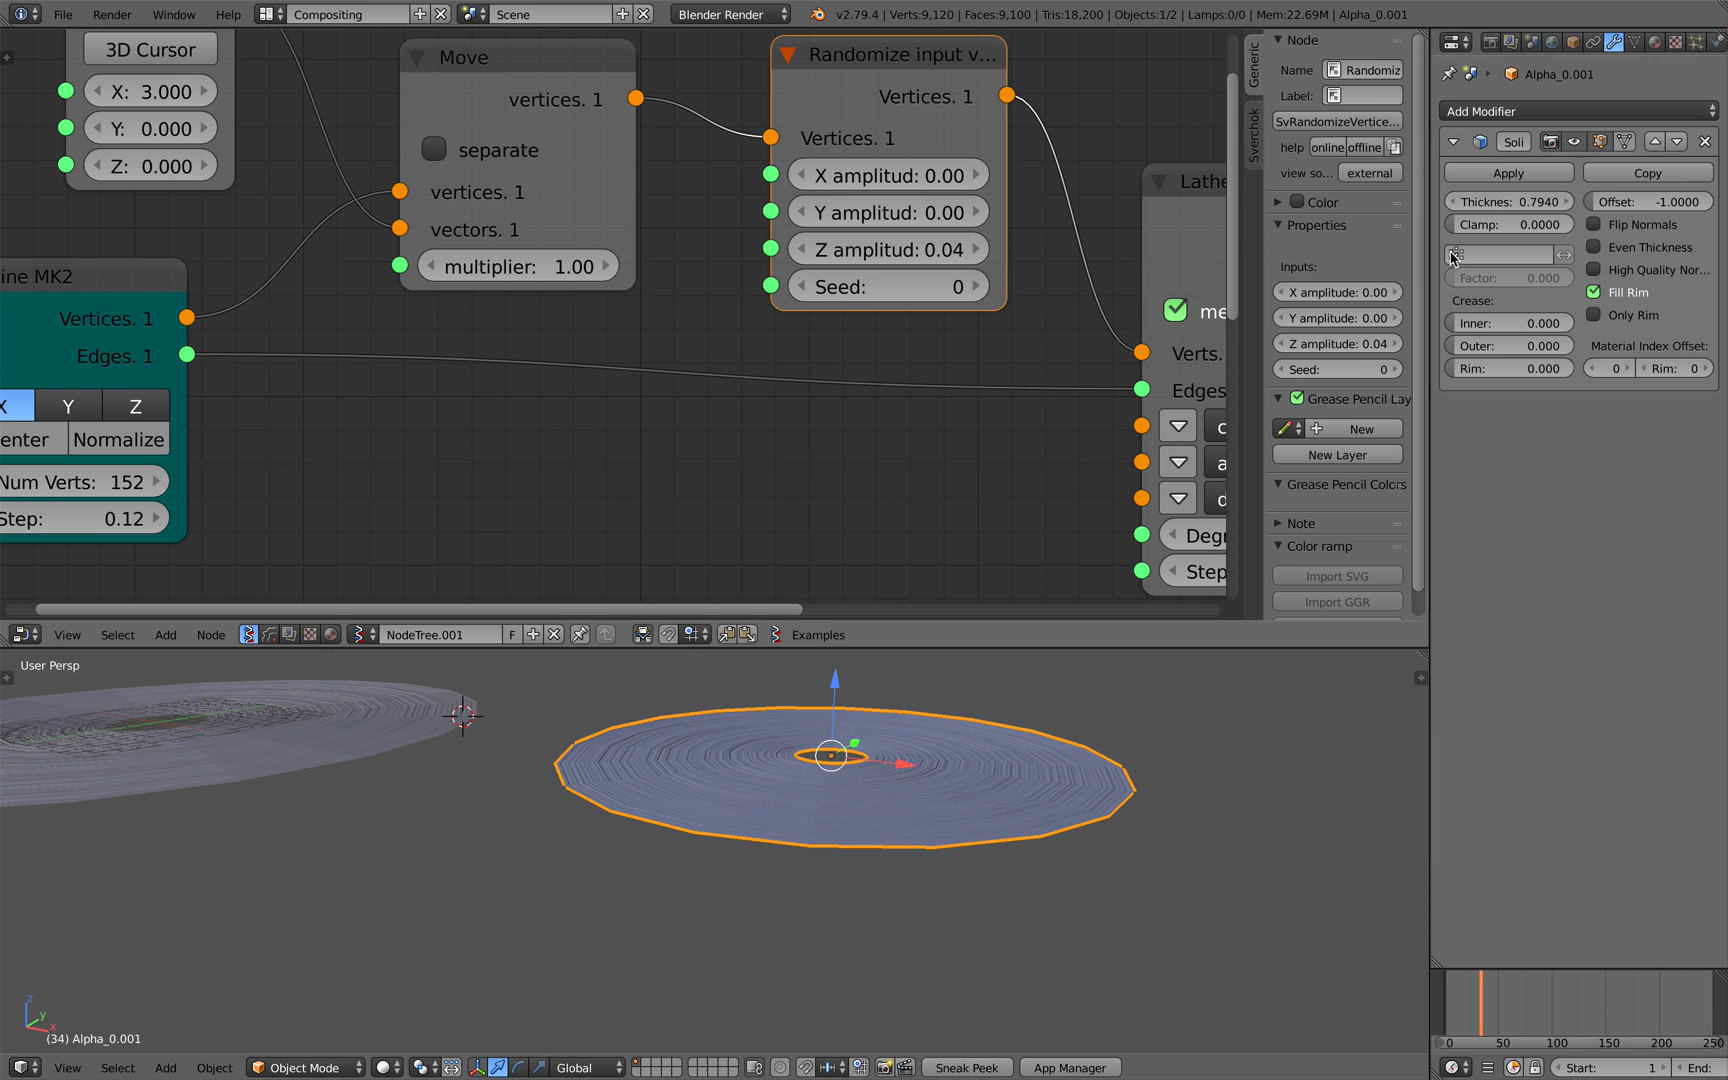 File Render Window Help Compositing Scene Blender Render v2.79.4 | Verts:9,120 | Faces:9,100 | Tris:18,200 | Objects:1/2 | Lamps:0/0 | Mem:22.69M | Alpha_0.001
3D Cursor
X: 3.000
Y: 0.000
Z: 0.000
Move
vertices. 1
separate
vertices. 1
vectors. 1
multiplier: 1.00
Randomize input v...
Vertices. 1
Vertices. 1
X amplitud: 0.00
Y amplitud: 0.00
Z amplitud: 0.04
Seed: 0
ine MK2
Vertices. 1
Edges. 1
X Y Z
enter Normalize
Num Verts: 152
Step: 0.12
Lathe
me
Verts.
Edges
c
a
d
Degr
Step
Generic
Sverchok
Node
Name Randomiz
Label:
SvRandomizeVertice...
help online offline
view so... external
Color
Properties
Inputs:
X amplitude: 0.00
Y amplitude: 0.00
Z amplitude: 0.04
Seed: 0
Grease Pencil Lay
New
New Layer
Grease Pencil Colors
Note
Color ramp
Import SVG
Import GGR
Alpha_0.001
Add Modifier
Soli
Apply Copy
Thicknes: 0.7940 Offset: -1.0000
Clamp: 0.0000 Flip Normals
Even Thickness
Factor: 0.000 High Quality Nor...
Crease: Fill Rim
Inner: 0.000 Only Rim
Outer: 0.000 Material Index Offset:
Rim: 0.000 0 Rim: 0
View Select Add Node NodeTree.001 F Examples
User Persp
z
y
x
(34) Alpha_0.001
View Select Add Object Object Mode Global Sneak Peek App Manager
0 50 100 150 200 250
Start: 1 End: